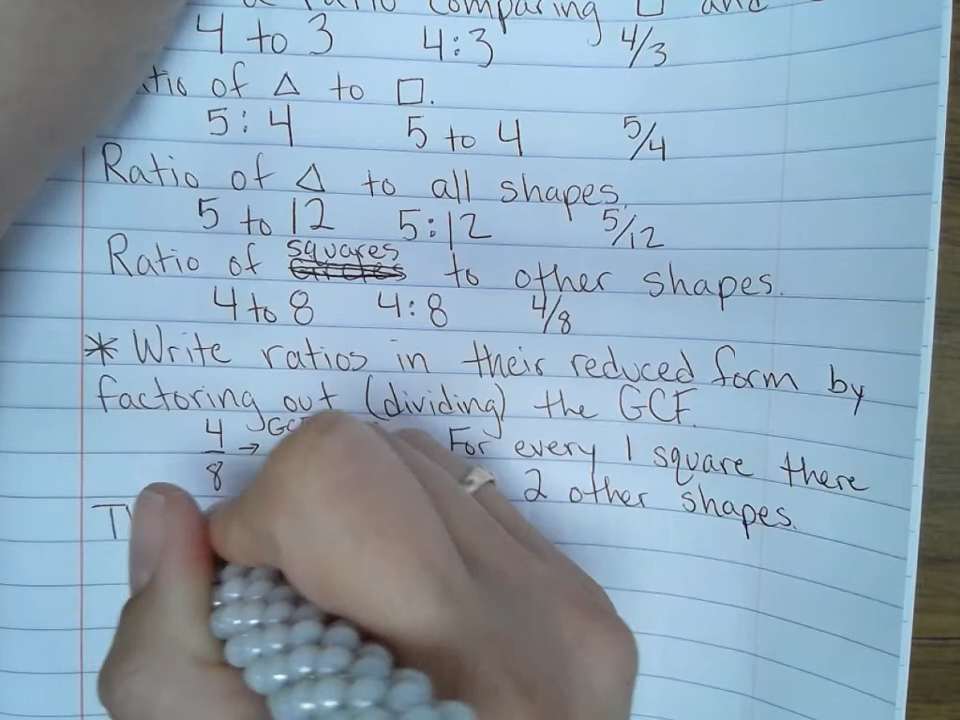 ratio comparing □ and
4 to 3 4:3 4/3
Ratio of △ to □.
5:4 5 to 4 5/4
Ratio of △ to all shapes.
5 to 12 5:12 5/12
squares
Ratio of to other shapes.
4 to 8 4:8 4/8
* Write ratios in their reduced form by
factoring out (dividing) the GCF.
4/8 → For every 1 square there
2 other shapes.